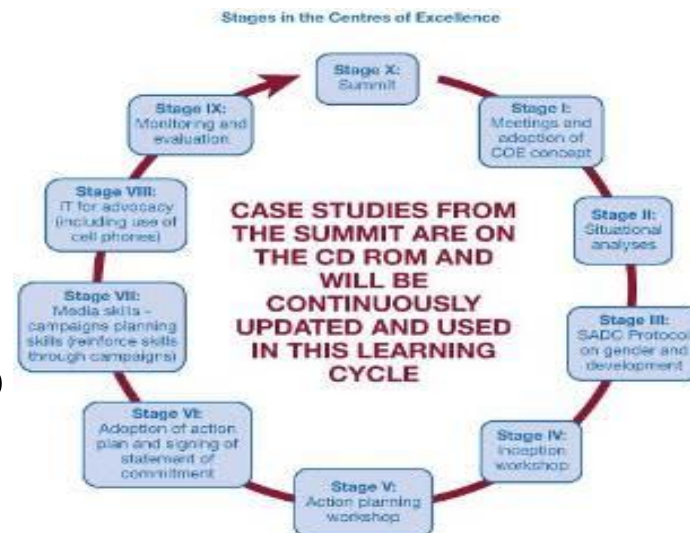 Stages in the Centres of Excellence
Stage X:
Summit
Stage I:
Meetings and
adoption of
COE concept
Stage II:
Situational
analyses
Stage III:
SADC Protocol
on gender and
development
Stage IV:
Inception
workshop
Stage V:
Action planning
workshop
Stage VI:
Adoption of action
plan and signing of
statement of
commitment
Stage VII:
Media skills -
campaigns planning
skills (reinforce skills
through campaigns)
Stage VIII:
IT for advocacy
(including use of
cell phones)
Stage IX:
Monitoring and
evaluation
CASE STUDIES FROM
THE SUMMIT ARE ON
THE CD ROM AND
WILL BE
CONTINUOUSLY
UPDATED AND USED
IN THIS LEARNING
CYCLE
)